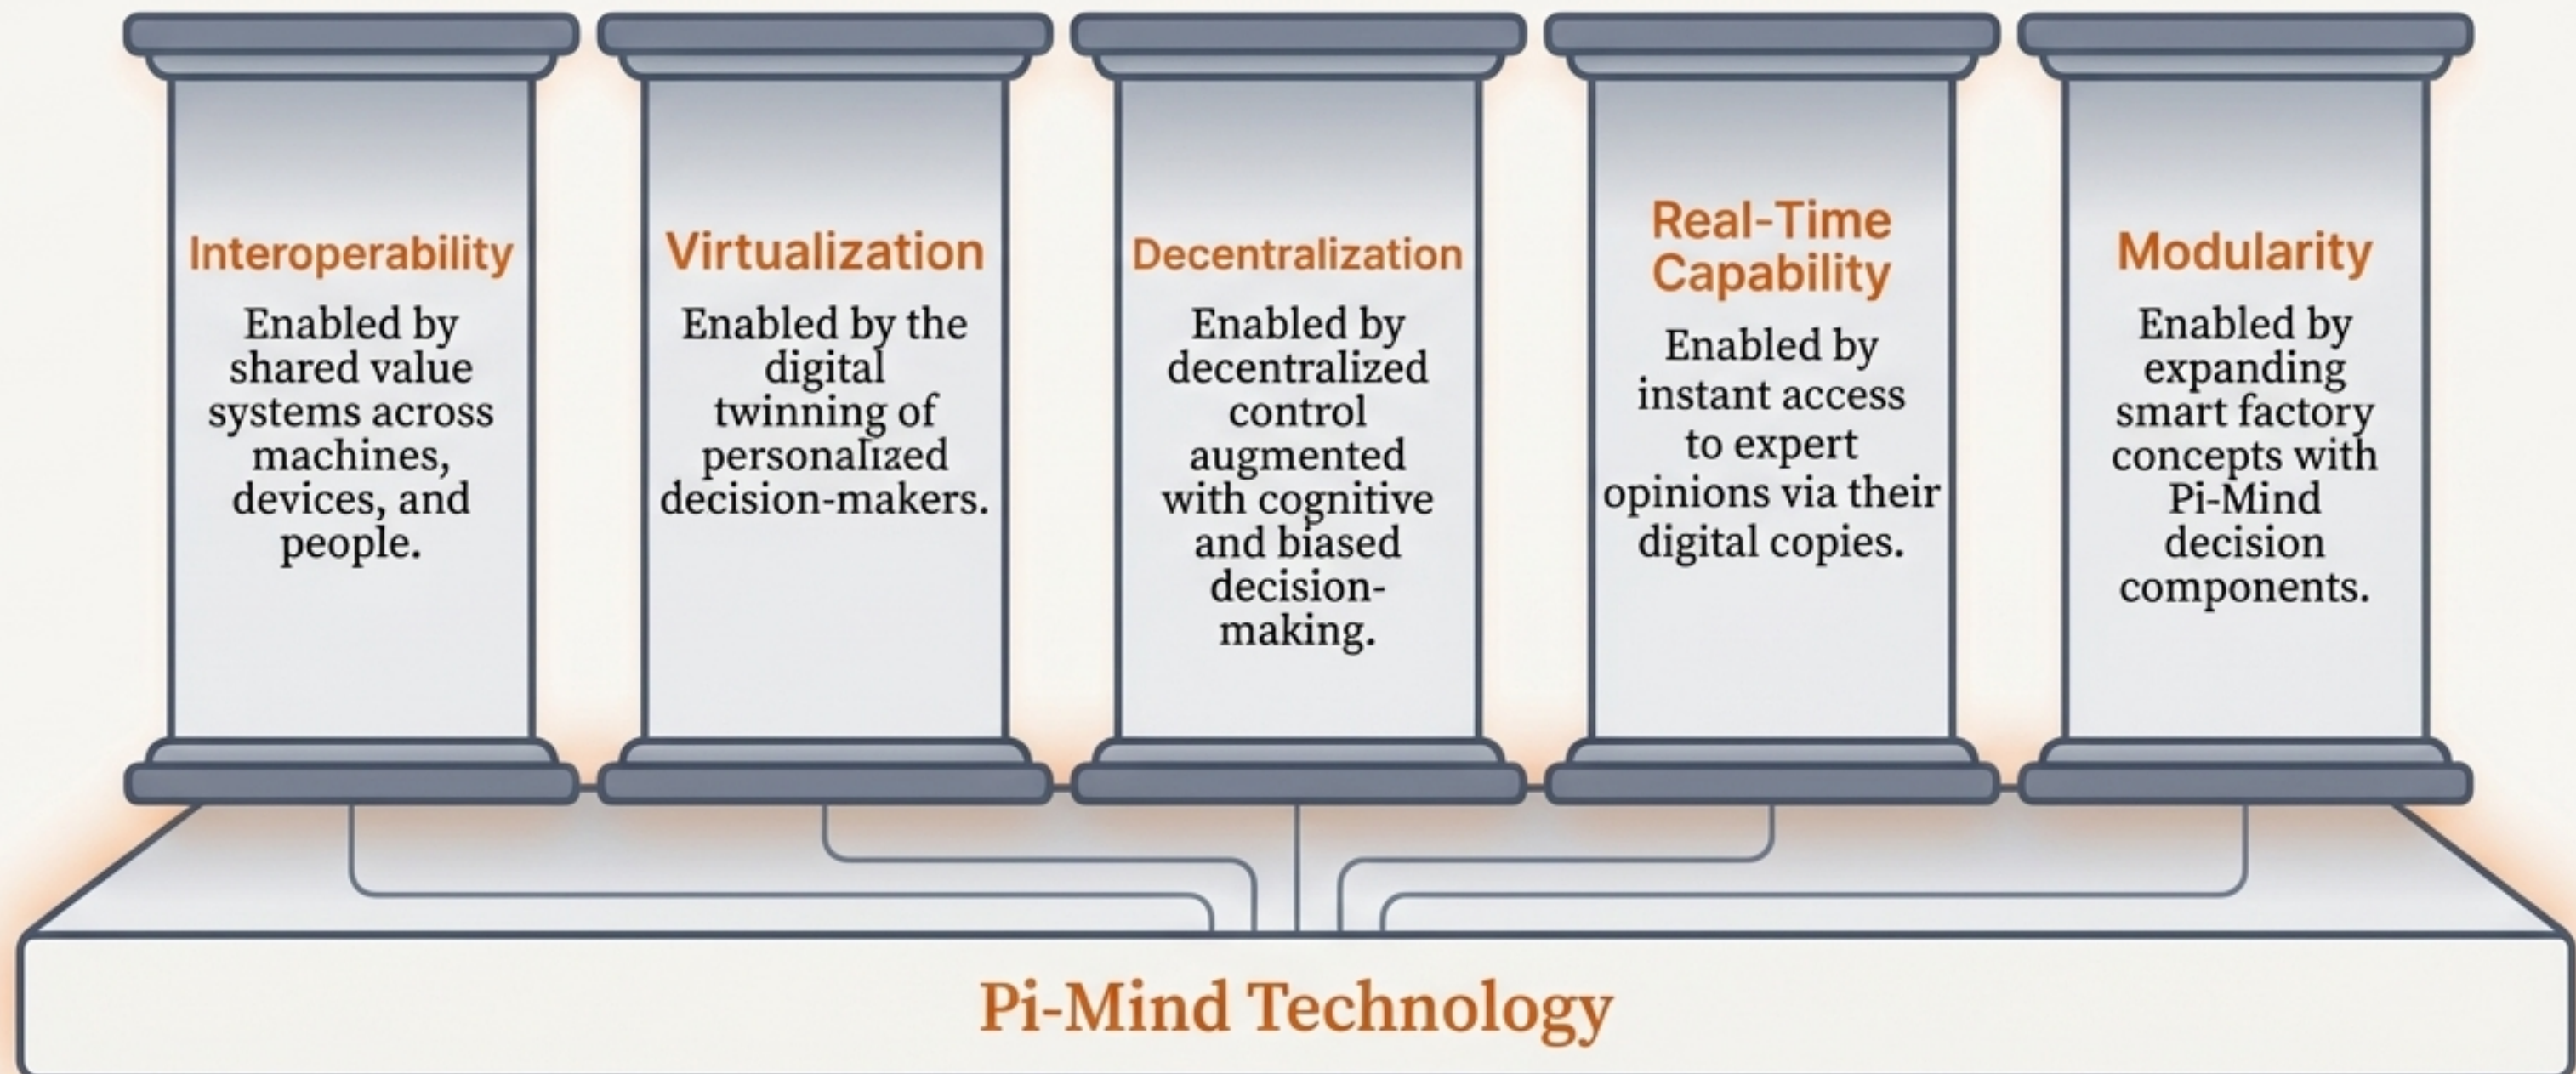 Interoperability
Enabled by
shared value
systems across
machines,
devices, and
people.
Virtualization
Enabled by the
digital
twinning of
personalized
decision-makers.
Decentralization
Enabled by
decentralized
control
augmented
with cognitive
and biased
decision-
making.
Real-Time
Capability
Enabled by
instant access
to expert
opinions via their
digital copies.
Modularity
Enabled by
expanding
smart factory
concepts with
Pi-Mind
decision
components.
Pi-Mind Technology